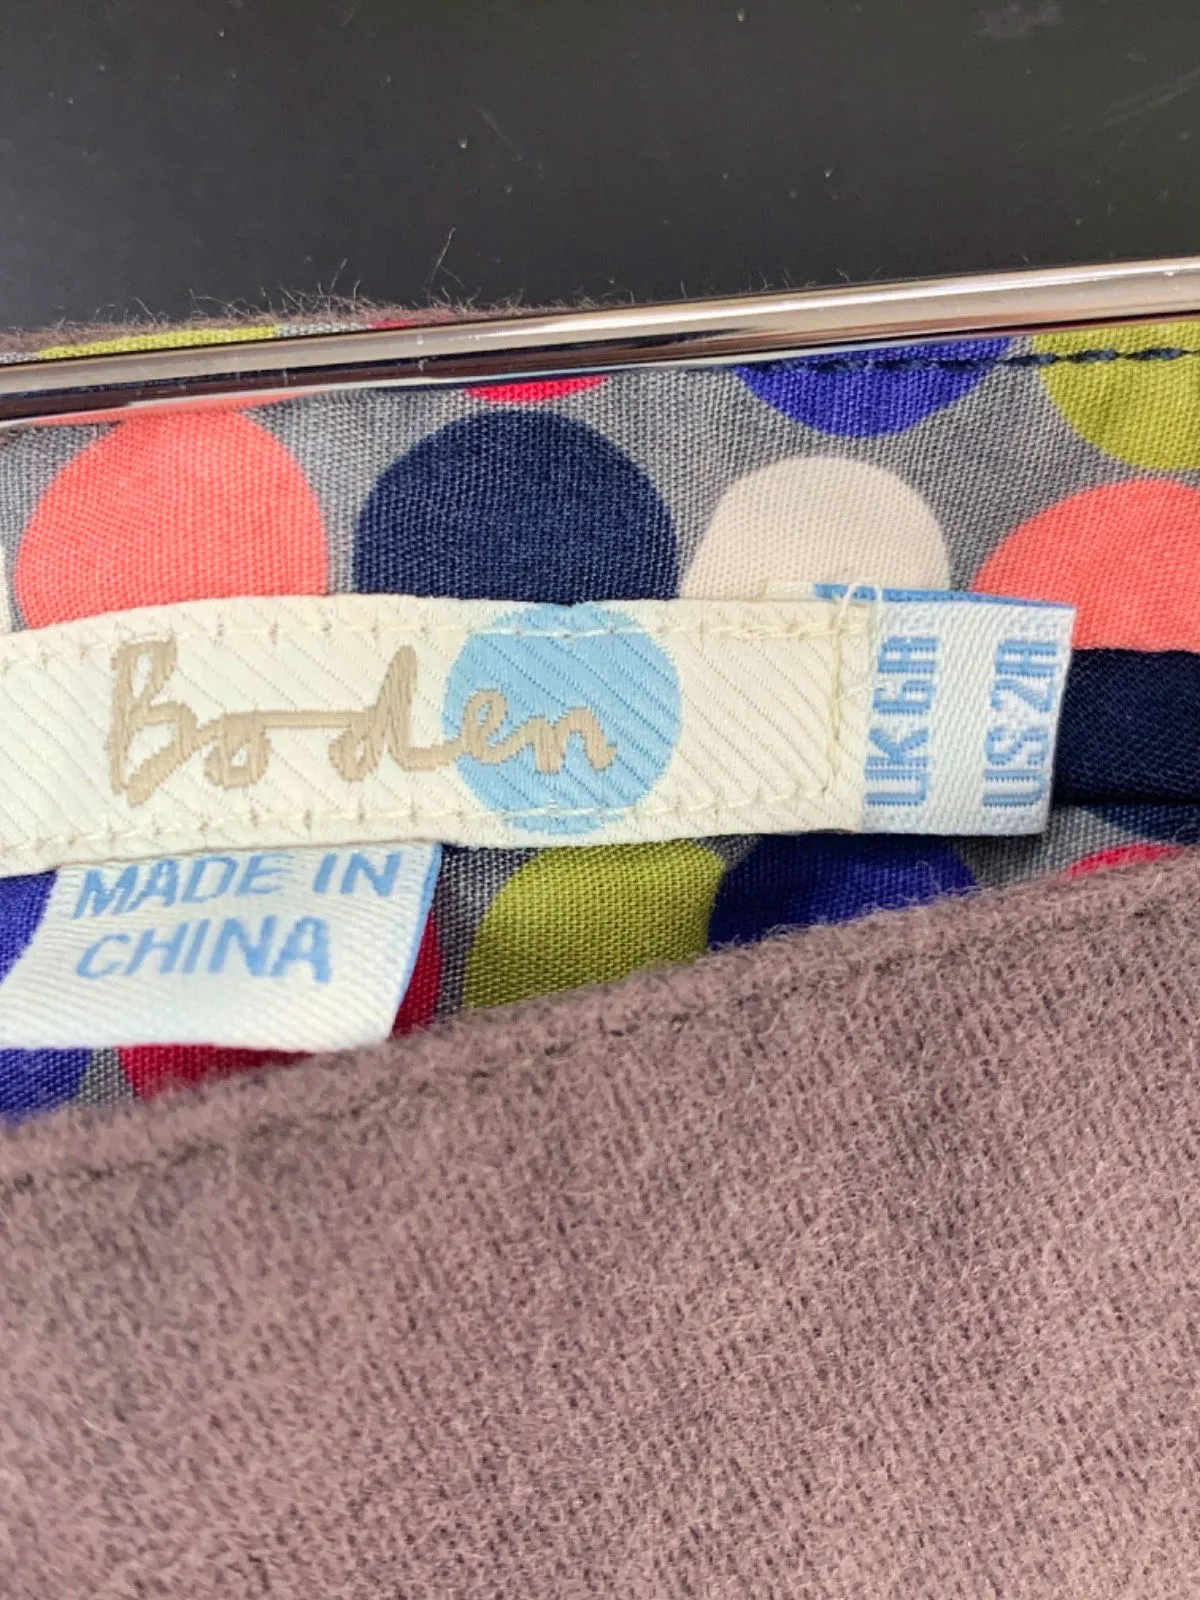 Boden
UK 6R
US 2R
MADE IN
CHINA